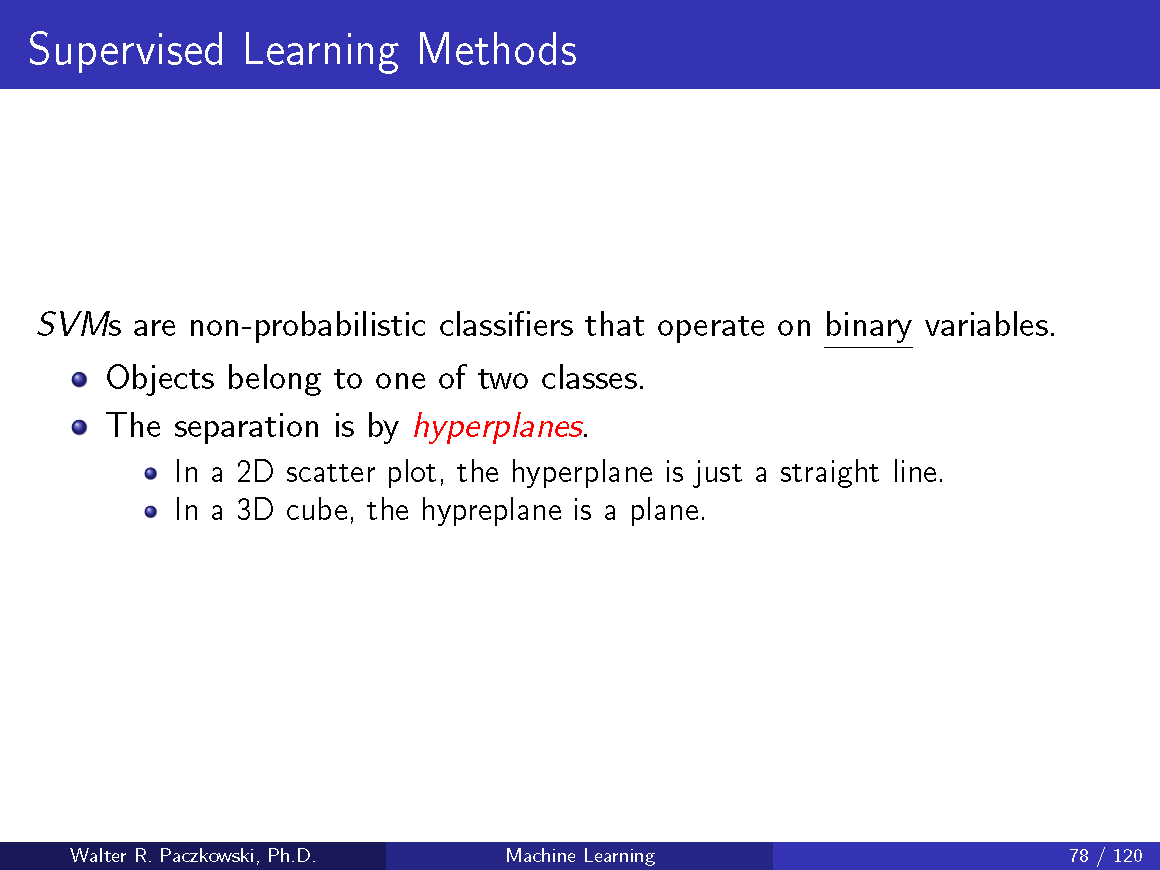 Supervised Learning Methods
SVMs are non-probabilistic classifiers that operate on binary variables.
Objects belong to one of two classes.
The separation is by hyperplanes.
In a 2D scatter plot, the hyperplane is just a straight line.
In a 3D cube, the hypreplane is a plane.
Walter R. Paczkowski, Ph.D. Machine Learning 78 / 120